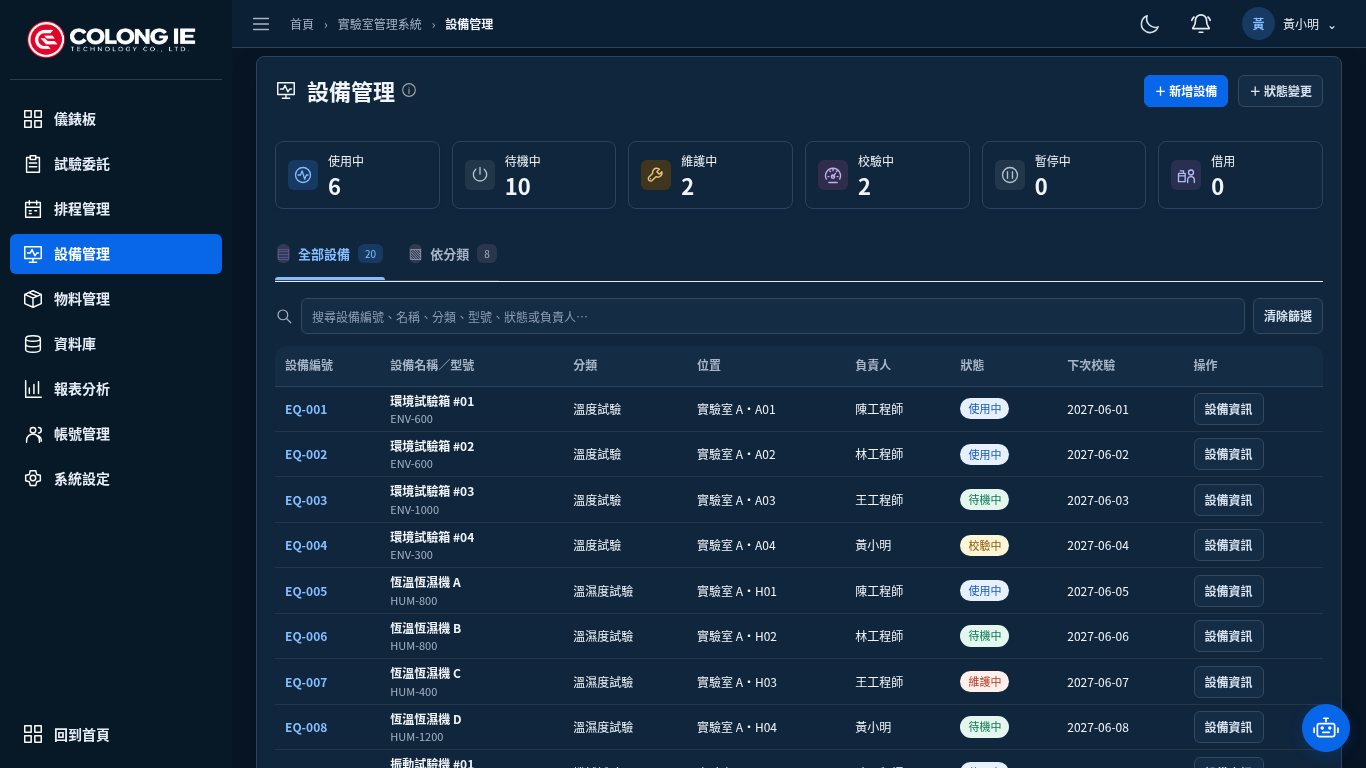 COLONG IE
TECHNOLOGY CO., LTD.
儀錶板
試驗委託
排程管理
設備管理
物料管理
資料庫
報表分析
帳號管理
系統設定
回到首頁
首頁 › 實驗室管理系統 › 設備管理
黃 黃小明
設備管理
+ 新增設備
+ 狀態變更
使用中
6
待機中
10
維護中
2
校驗中
2
暫停中
0
借用
0
全部設備 20
依分類 8
搜尋設備編號、名稱、分類、型號、狀態或負責人…
清除篩選
設備編號 設備名稱／型號 分類 位置 負責人 狀態 下次校驗 操作
EQ-001 環境試驗箱 #01 溫度試驗 實驗室 A・A01 陳工程師 使用中 2027-06-01 設備資訊
ENV-600
EQ-002 環境試驗箱 #02 溫度試驗 實驗室 A・A02 林工程師 使用中 2027-06-02 設備資訊
ENV-600
EQ-003 環境試驗箱 #03 溫度試驗 實驗室 A・A03 王工程師 待機中 2027-06-03 設備資訊
ENV-1000
EQ-004 環境試驗箱 #04 溫度試驗 實驗室 A・A04 黃小明 校驗中 2027-06-04 設備資訊
ENV-300
EQ-005 恆溫恆濕機 A 溫濕度試驗 實驗室 A・H01 陳工程師 使用中 2027-06-05 設備資訊
HUM-800
EQ-006 恆溫恆濕機 B 溫濕度試驗 實驗室 A・H02 林工程師 待機中 2027-06-06 設備資訊
HUM-800
EQ-007 恆溫恆濕機 C 溫濕度試驗 實驗室 A・H03 王工程師 維護中 2027-06-07 設備資訊
HUM-400
EQ-008 恆溫恆濕機 D 溫濕度試驗 實驗室 A・H04 黃小明 待機中 2027-06-08 設備資訊
HUM-1200
振動試驗機 #01